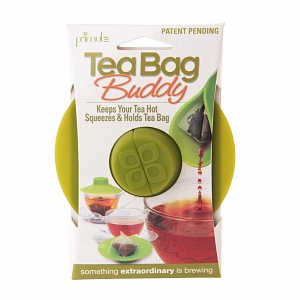 PATENT PENDING
primula
Tea Bag
Buddy
Keeps Your Tea Hot
Squeezes & Holds Tea Bag
something extraordinary is brewing